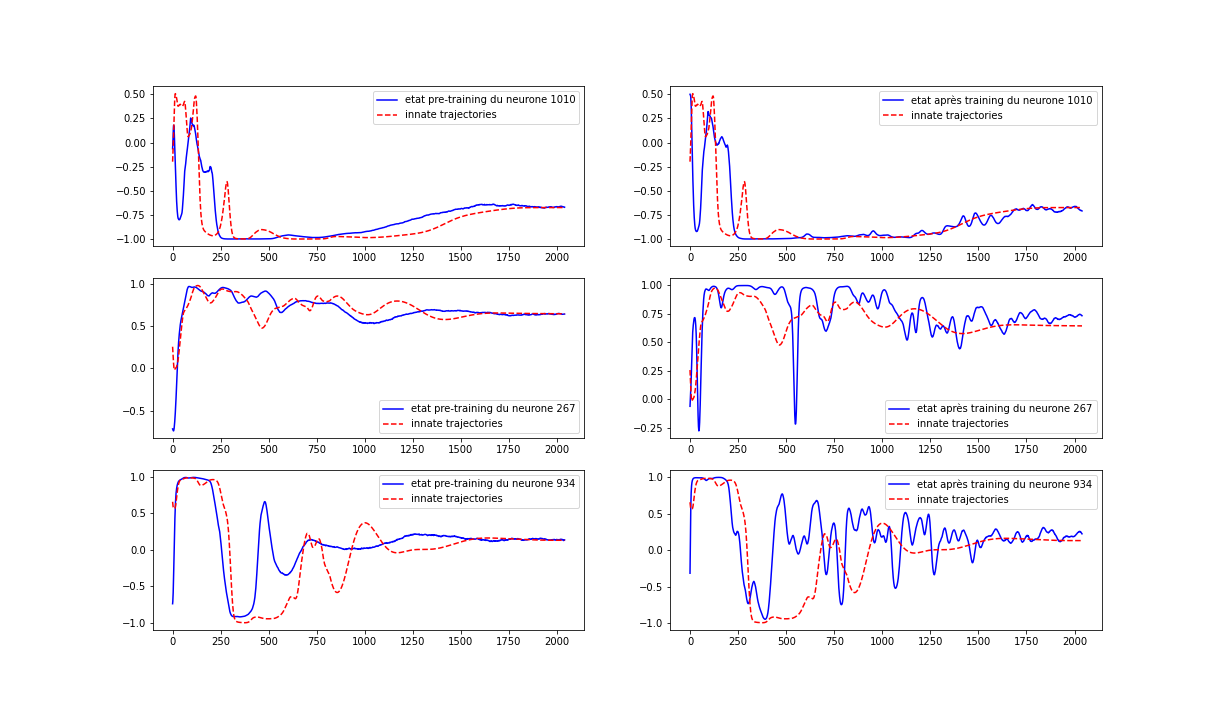 etat pre-training du neurone 1010
innate trajectories
0.50
0.25
0.00
−0.25
−0.50
−0.75
−1.00
0 250 500 750 1000 1250 1500 1750 2000
etat après training du neurone 1010
innate trajectories
0.50
0.25
0.00
−0.25
−0.50
−0.75
−1.00
0 250 500 750 1000 1250 1500 1750 2000
1.0
0.5
0.0
−0.5
etat pre-training du neurone 267
innate trajectories
0 250 500 750 1000 1250 1500 1750 2000
1.00
0.75
0.50
0.25
0.00
−0.25
etat après training du neurone 267
innate trajectories
0 250 500 750 1000 1250 1500 1750 2000
etat pre-training du neurone 934
innate trajectories
1.0
0.5
0.0
−0.5
−1.0
0 250 500 750 1000 1250 1500 1750 2000
etat après training du neurone 934
innate trajectories
1.0
0.5
0.0
−0.5
−1.0
0 250 500 750 1000 1250 1500 1750 2000